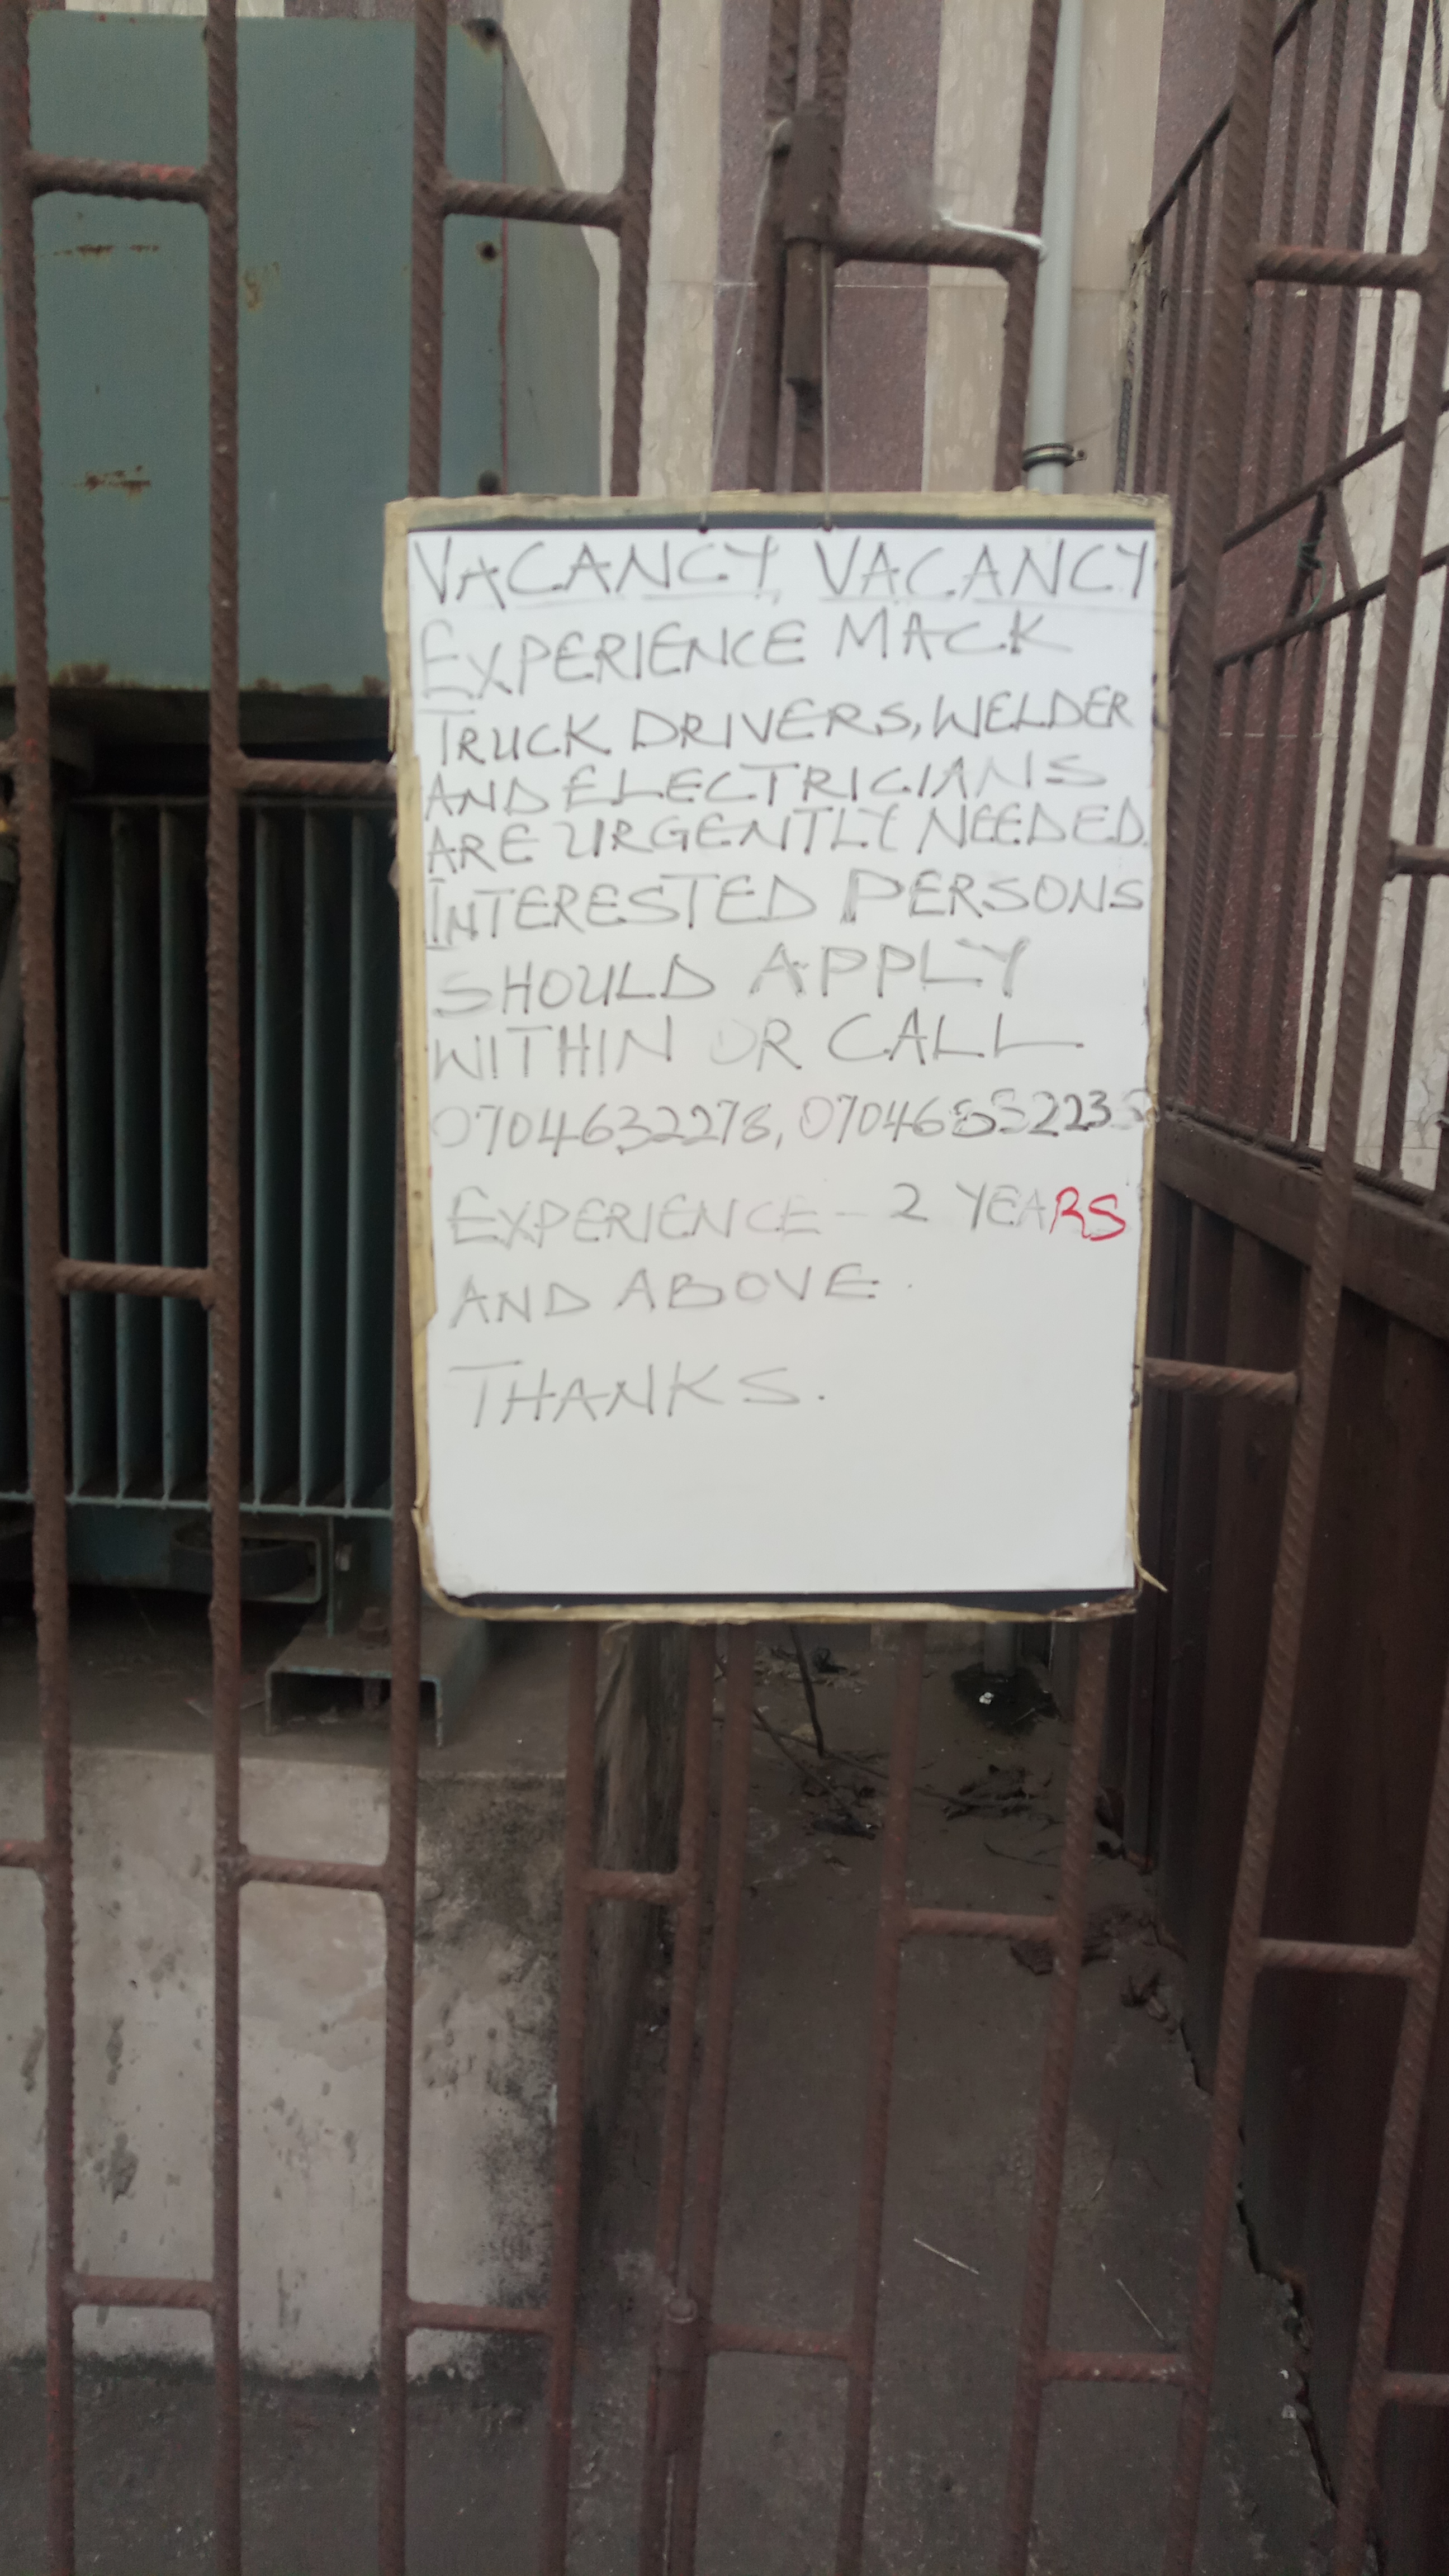 VACANCY, VACANCY
EXPERIENCE MACK
TRUCK DRIVERS, WELDER
AND ELECTRICIANS
ARE URGENTLY NEEDED.
INTERESTED PERSONS
SHOULD APPLY
WITHIN OR CALL
0704632278,
EXPERIENCE - 2 YEARS
AND ABOVE.
THANKS.